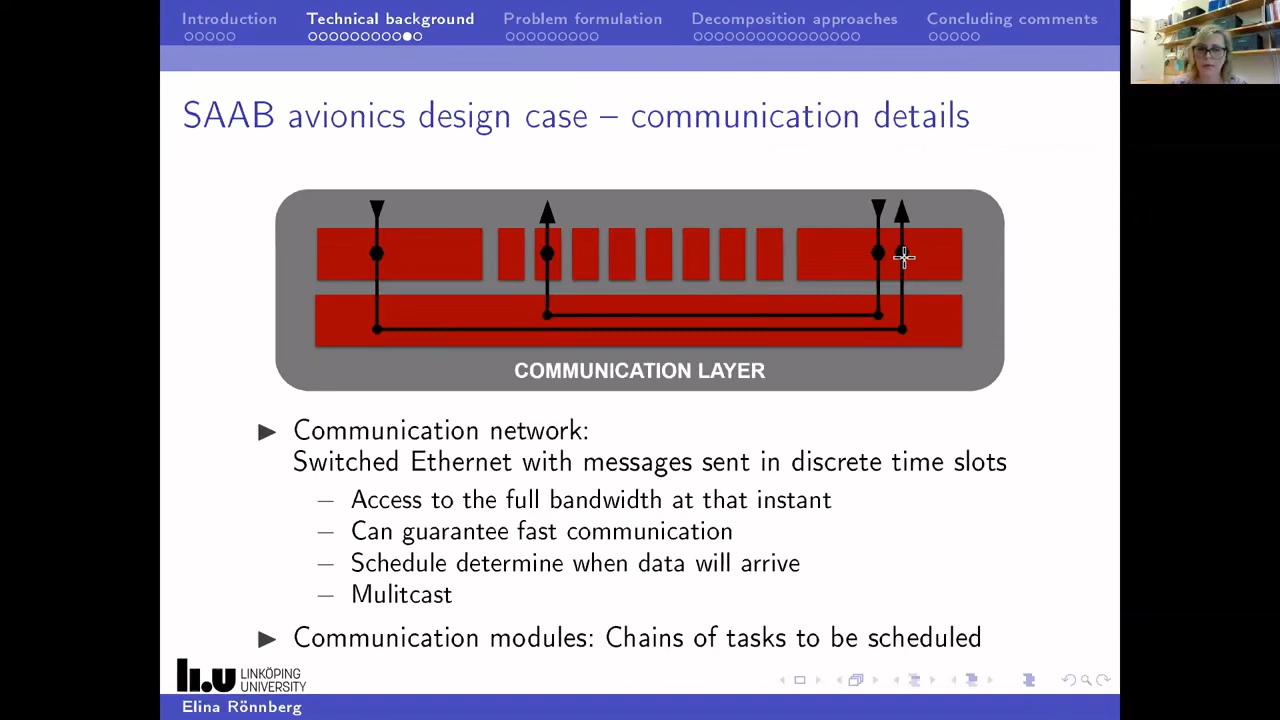 Introduction
Technical background
Problem formulation
Decomposition approaches
Concluding comments
SAAB avionics design case – communication details
COMMUNICATION LAYER
Communication network:
Switched Ethernet with messages sent in discrete time slots
– Access to the full bandwidth at that instant
– Can guarantee fast communication
– Schedule determine when data will arrive
– Mulitcast
Communication modules: Chains of tasks to be scheduled
li.u LINKÖPING
UNIVERSITY
Elina Rönnberg